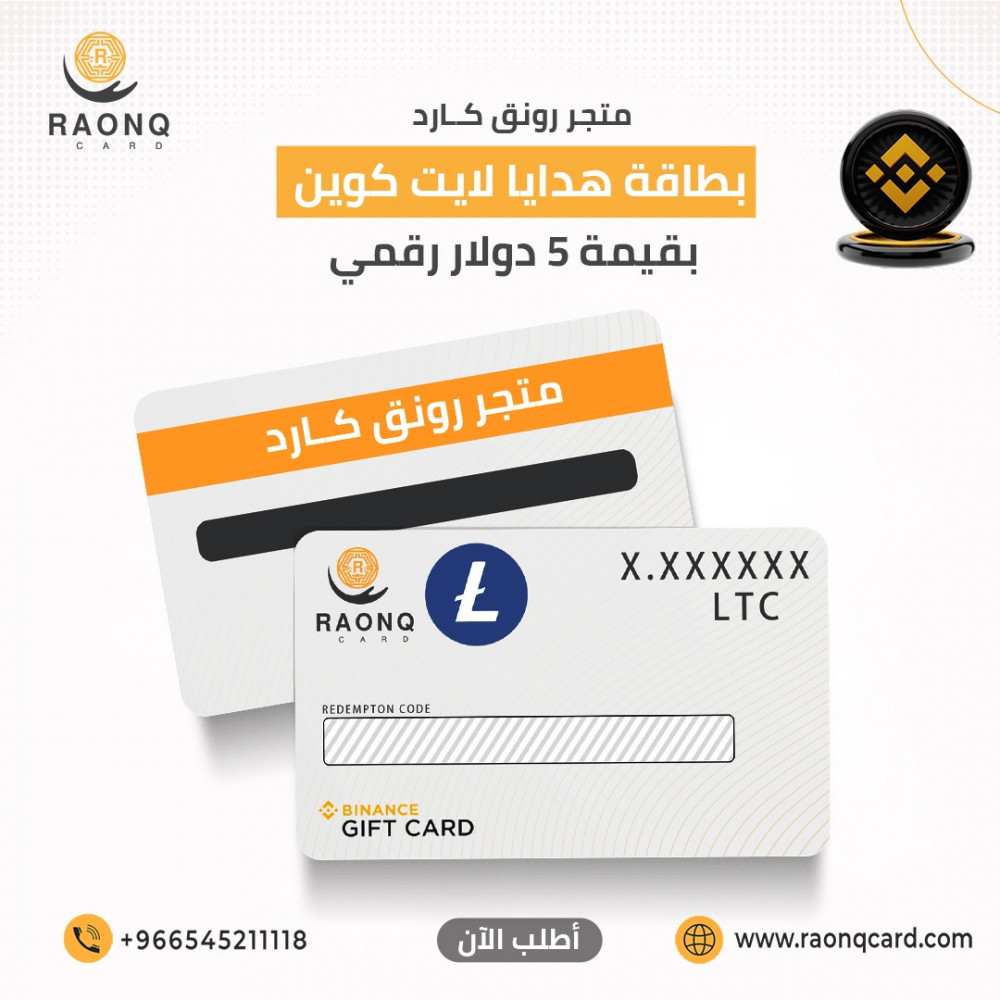 RAONQ
CARD
متجر رونق كـارد
بطاقة هدايا لايت كوين
بقيمة 5 دولار رقمي
متجر رونق كـارد
RAONQ
CARD
X.XXXXXX
LTC
REDEMPTON CODE
BINANCE
GIFT CARD
+966545211118
أطلب الآن
www.raonqcard.com